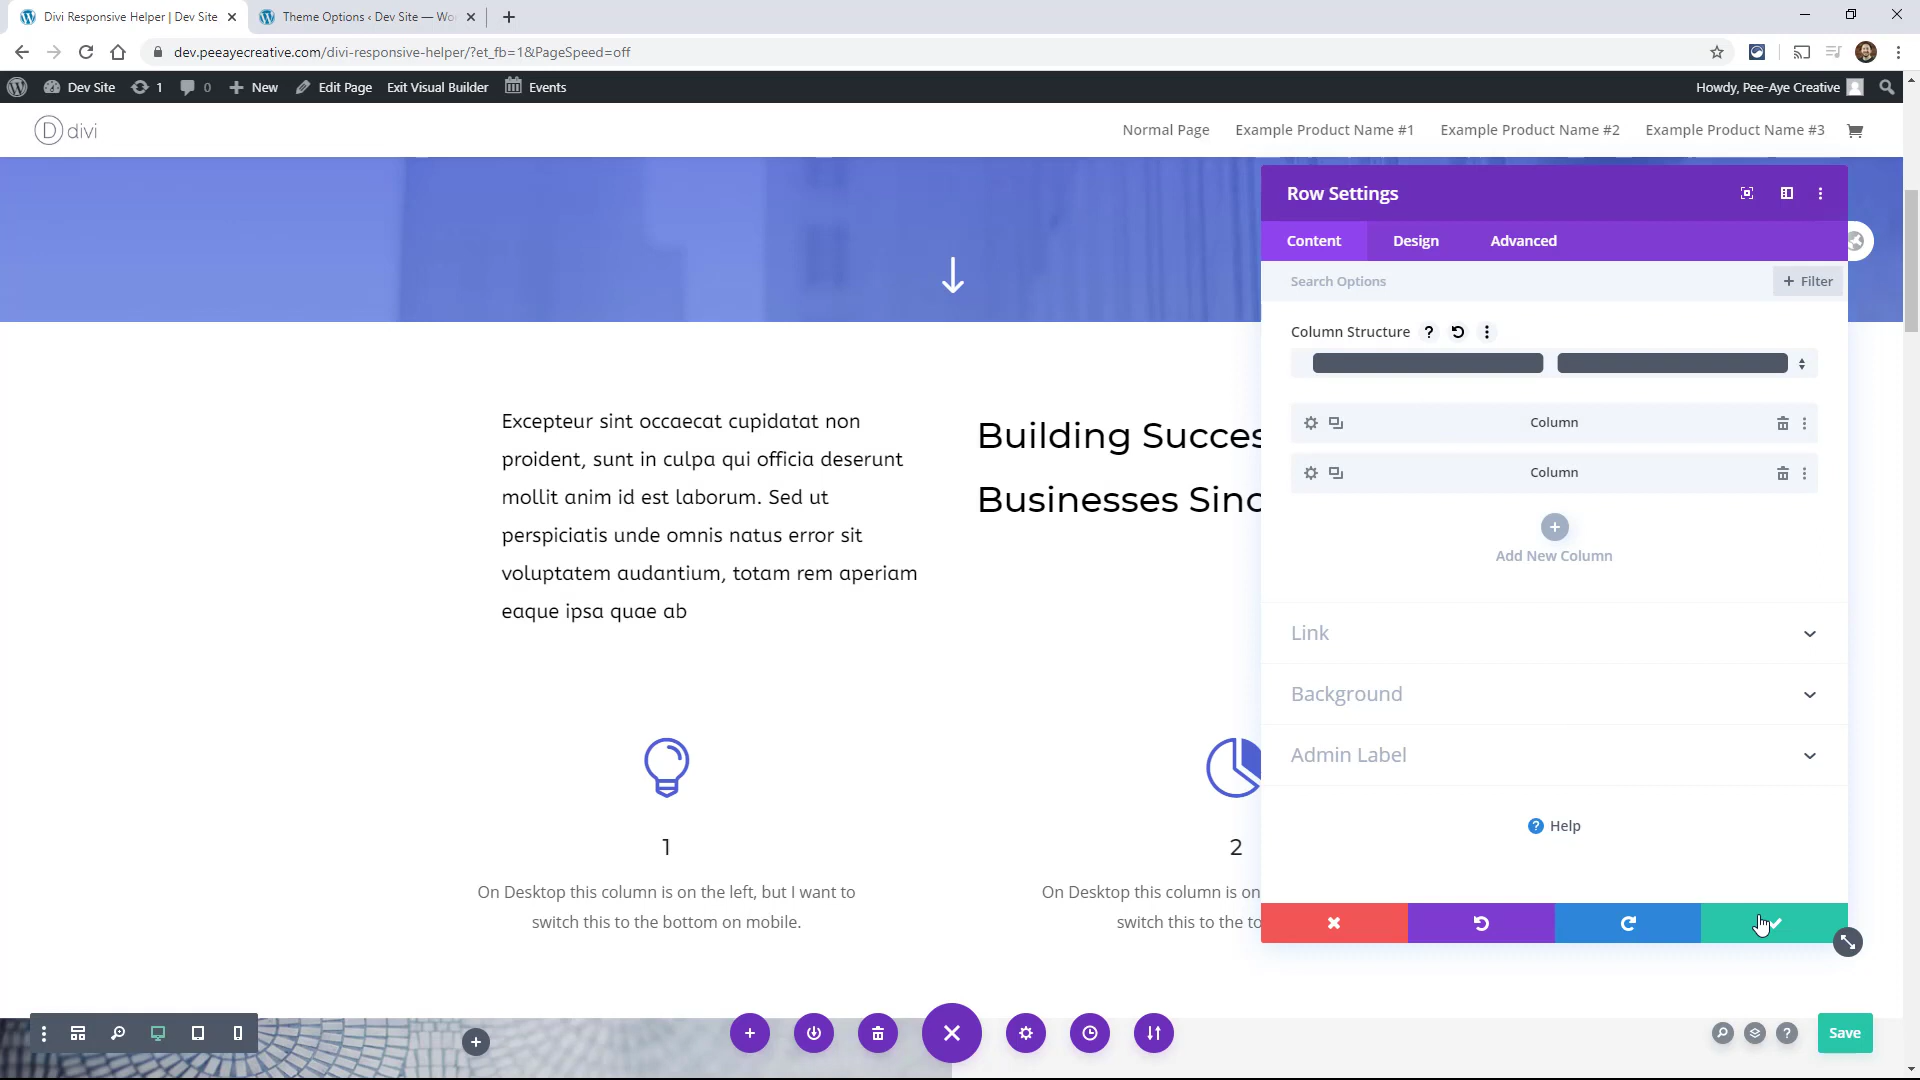 Divi Responsive Helper | Dev Site
Theme Options ‹ Dev Site — Wo
dev.peeayecreative.com/divi-responsive-helper/?et_fb=1&PageSpeed=off
Dev Site
1
0
New
Edit Page
Exit Visual Builder
Events
Howdy, Pee-Aye Creative
D divi
Normal Page
Example Product Name #1
Example Product Name #2
Example Product Name #3
Row Settings
Content
Design
Advanced
Search Options
+ Filter
Column Structure
Column
Column
Add New Column
Link
Background
Admin Label
Help
Excepteur sint occaecat cupidatat non
proident, sunt in culpa qui officia deserunt
mollit anim id est laborum. Sed ut
perspiciatis unde omnis natus error sit
voluptatem audantium, totam rem aperiam
eaque ipsa quae ab
Building Succes
Businesses Sinc
1
On Desktop this column is on the left, but I want to
switch this to the bottom on mobile.
2
On Desktop this column is on
switch this to the to
Save